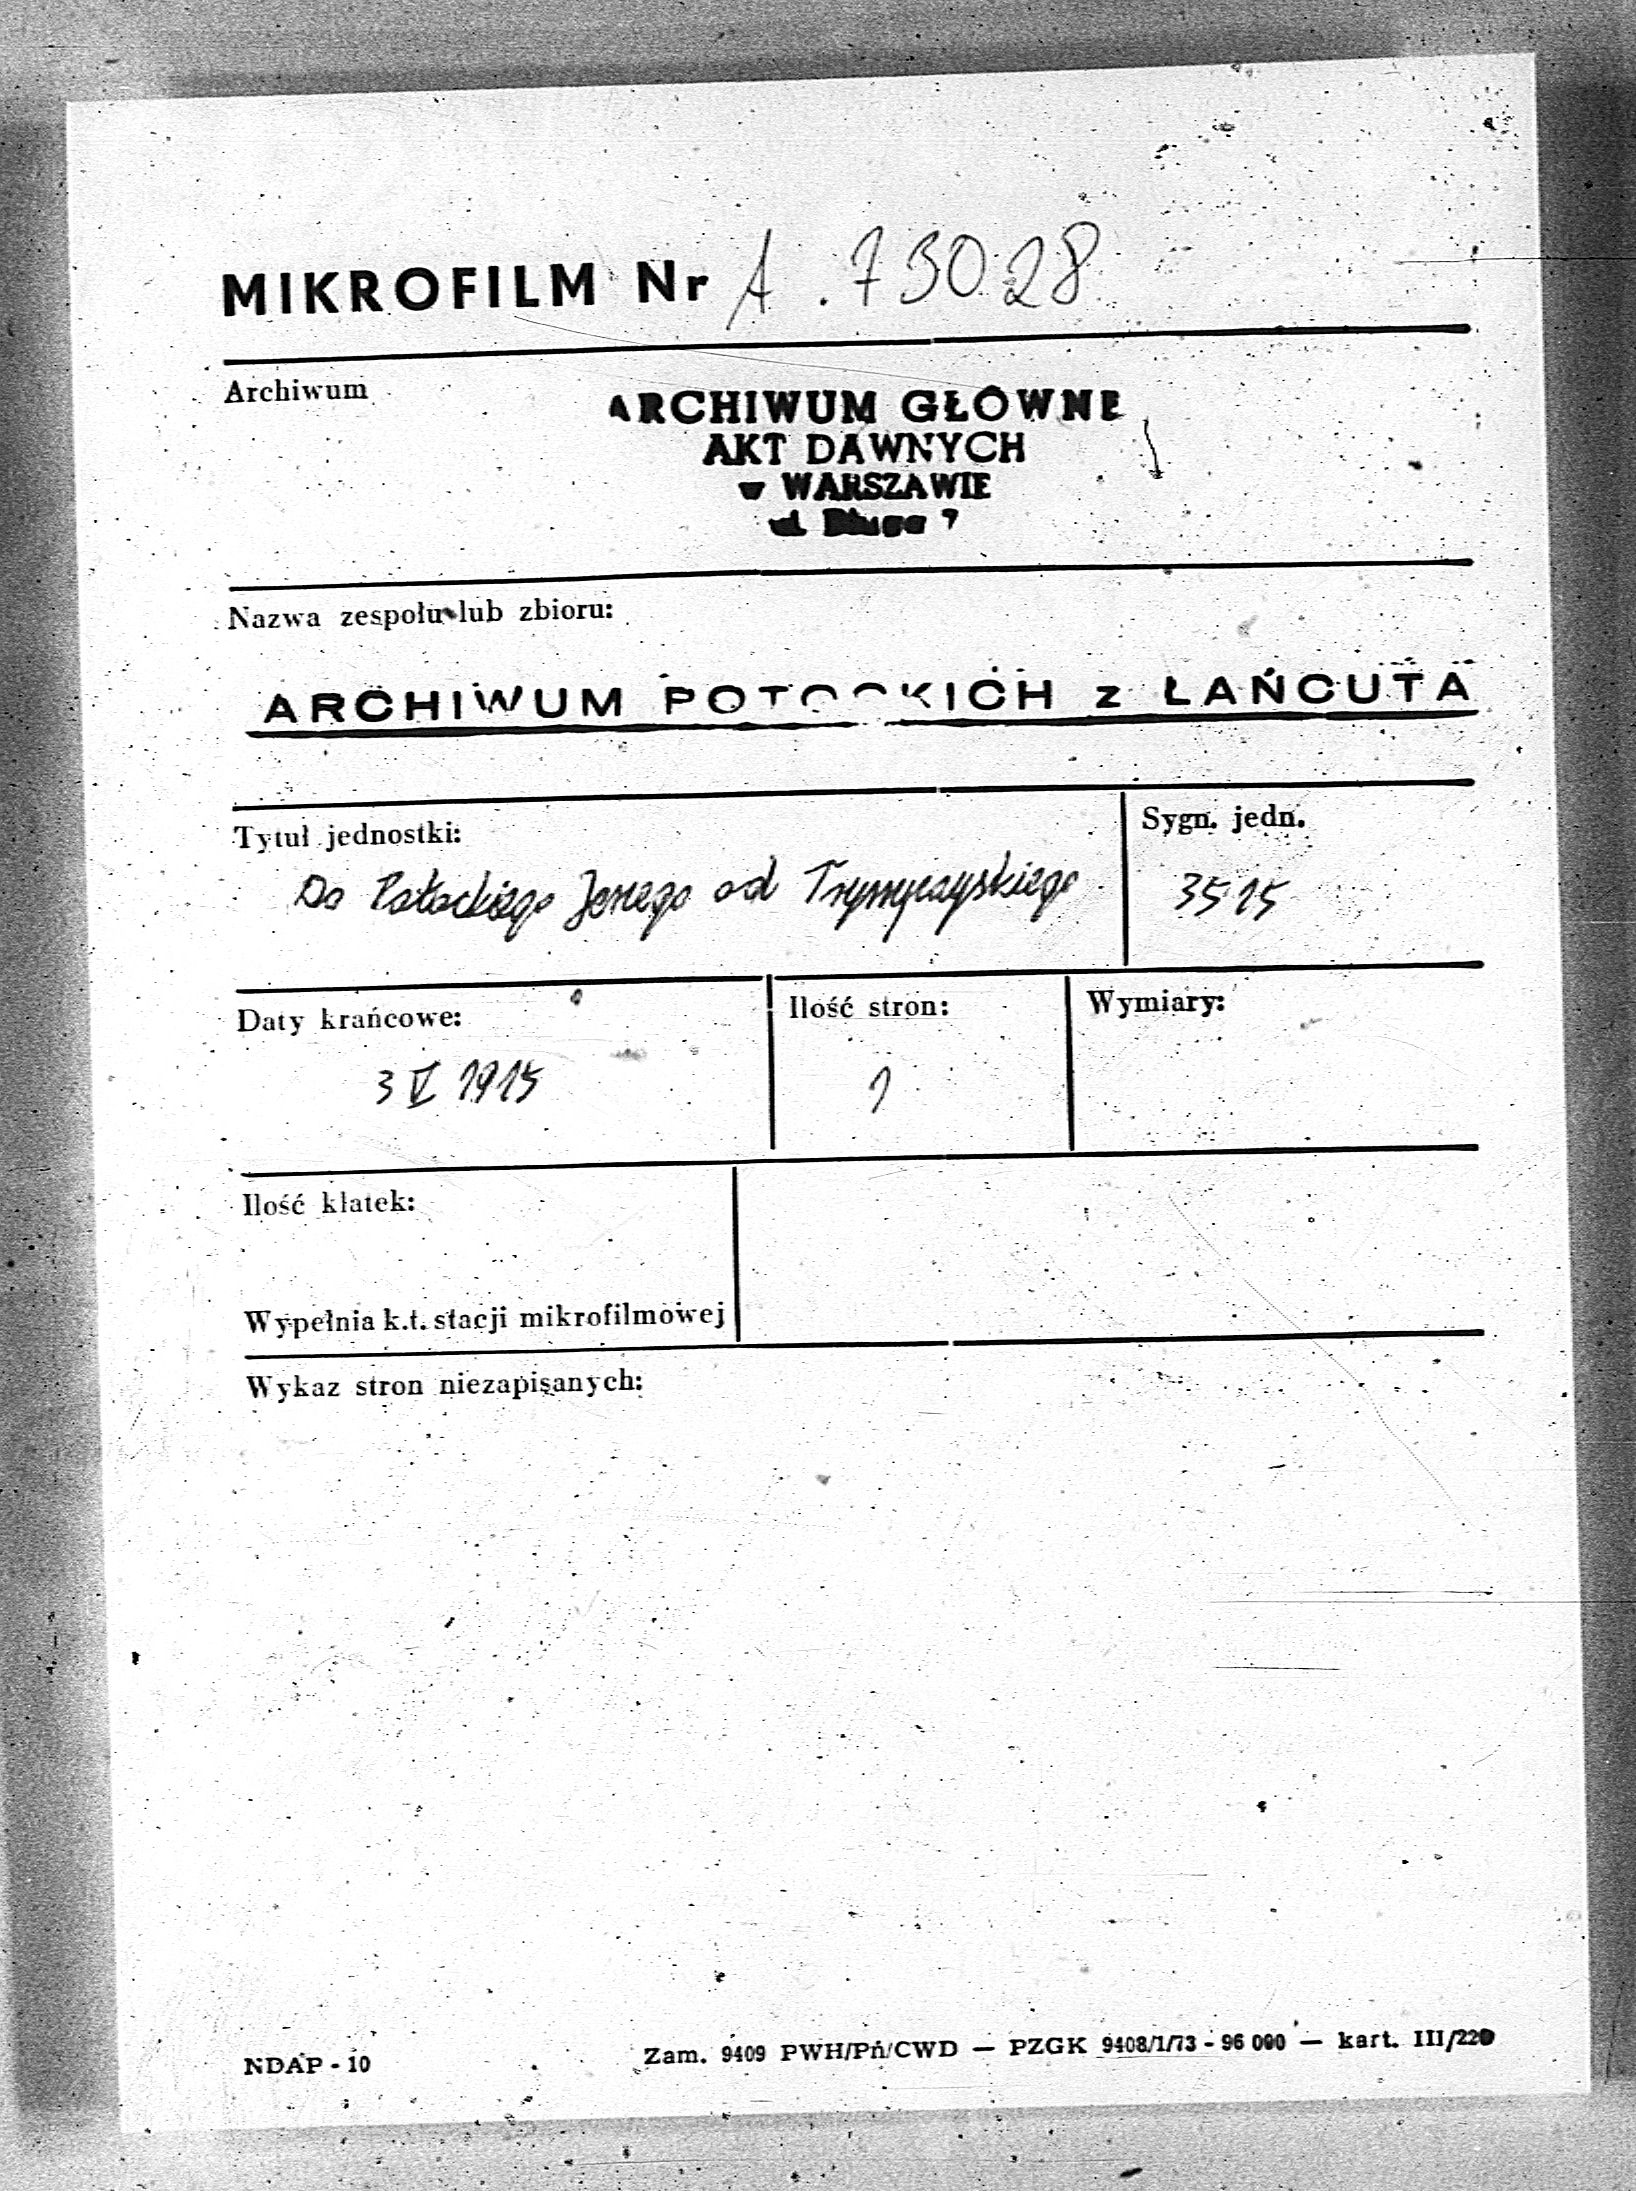 MIKROFILM Nr A.73028
Archiwum
ARCHIWUM GŁÓWNE
AKT DAWNYCH
w WARSZAWIE
ul. Długa 7
Nazwa zespołu lub zbioru:
ARCHIWUM POTOCKICH z ŁAŃCUTA
Tytuł jednostki:
Sygn. jedn.
Do Potockiego Jerzego od
3515
Daty krańcowe:
Ilość stron:
Wymiary:
3 V 1915
1
Ilość klatek:
Wypełnia k.t. stacji mikrofilmowej
Wykaz stron niezapisanych:
NDAP - 10
Zam. 9409 PWH/Pń/CWD — PZGK 9408/1/73 - 96 000 — kart. III/220